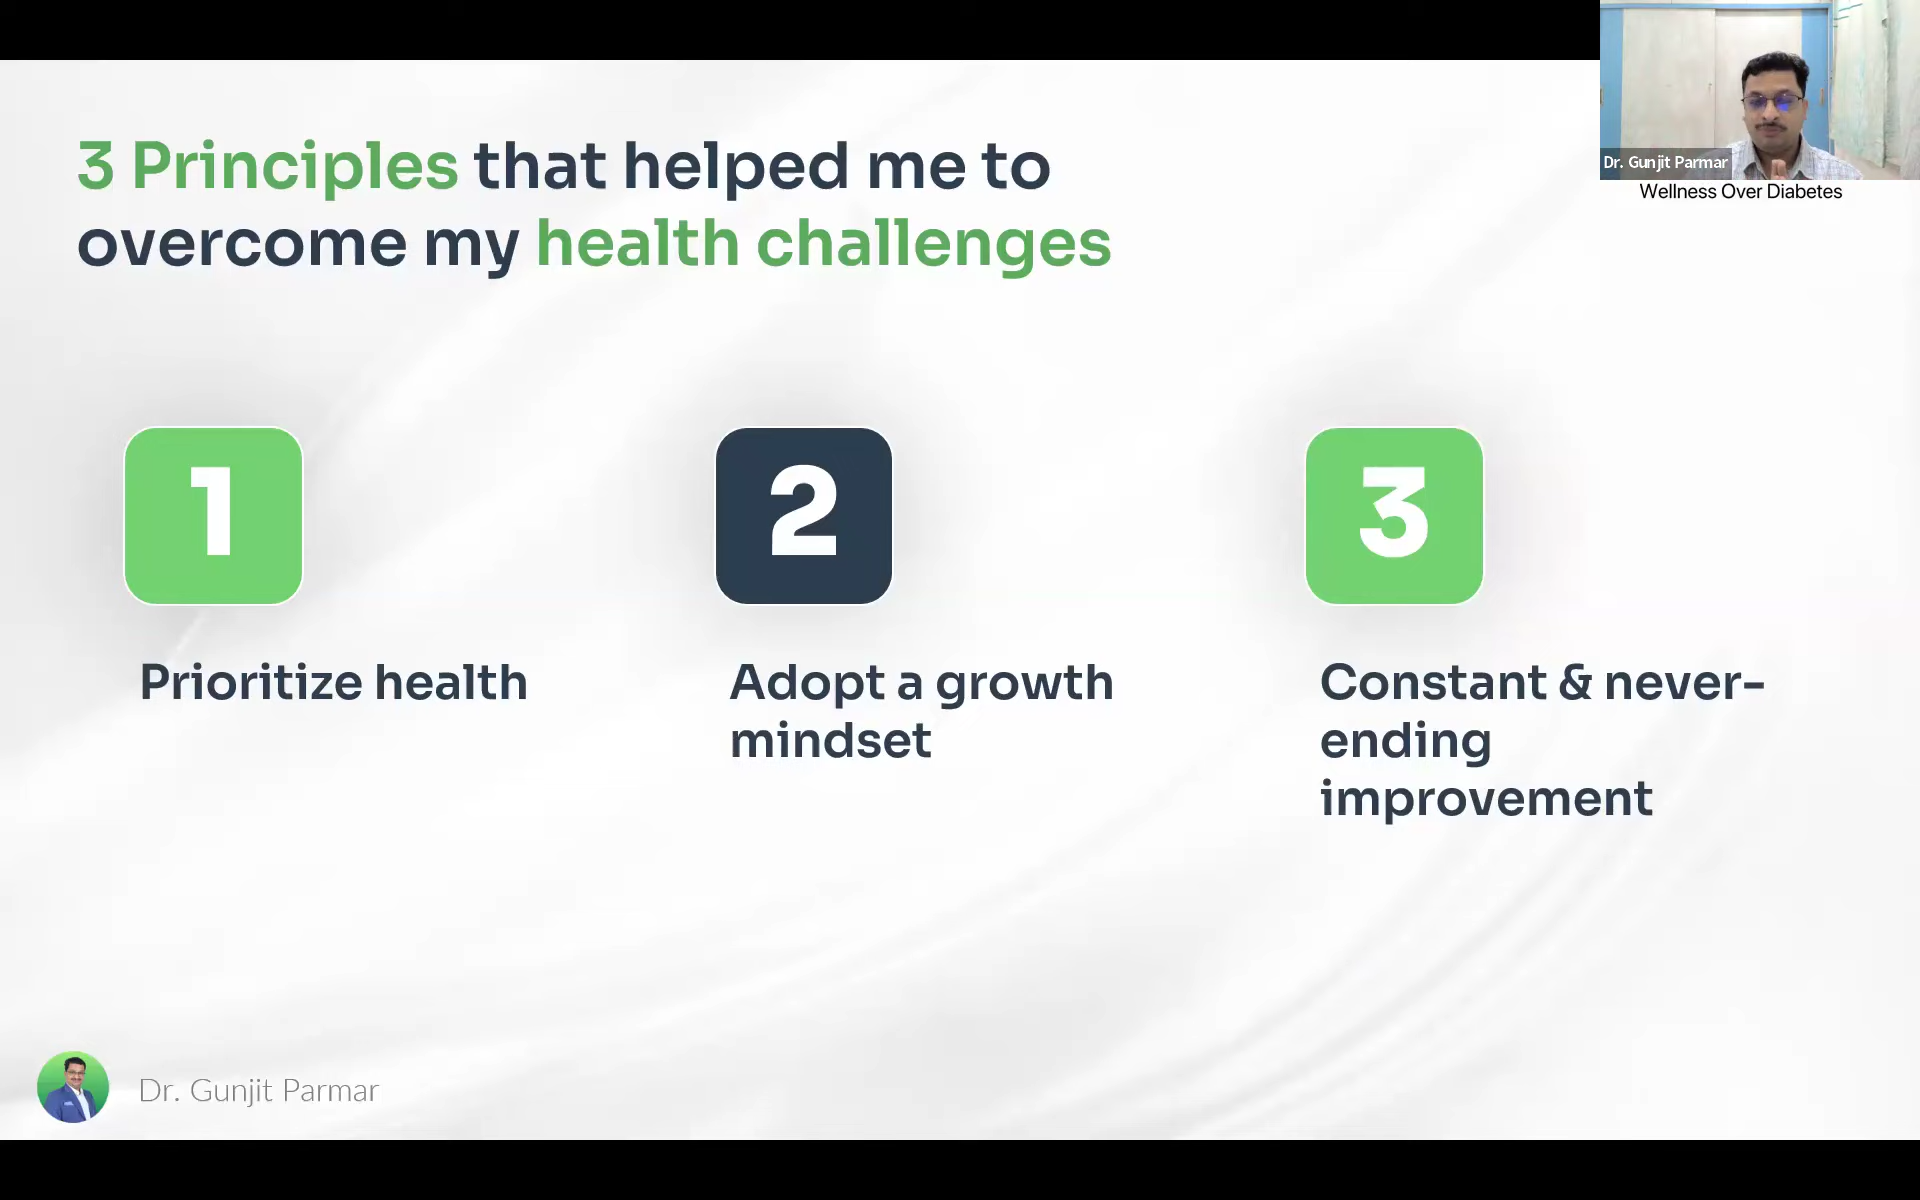 3 Principles that helped me to
overcome my health challenges
Dr. Gunjit Parmar
Wellness Over Diabetes
1
Prioritize health
2
Adopt a growth
mindset
3
Constant & never-
ending
improvement
Dr. Gunjit Parmar